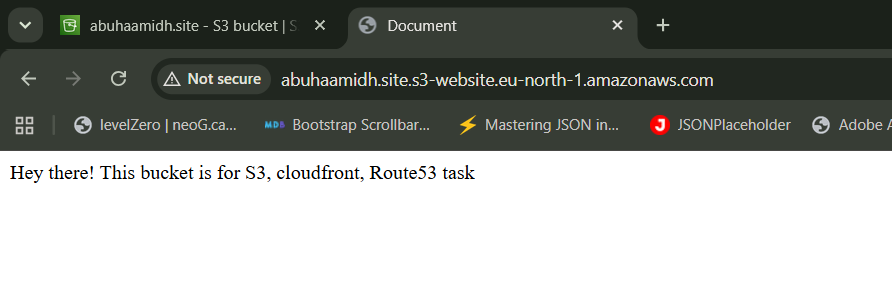 abuhaamidh.site - S3 bucket | S
Document
Not secure
abuhaamidh.site.s3-website.eu-north-1.amazonaws.com
levelZero | neoG.ca...
MDB
Bootstrap Scrollbar...
Mastering JSON in...
J
JSONPlaceholder
Adobe A
Hey there! This bucket is for S3, cloudfront, Route53 task